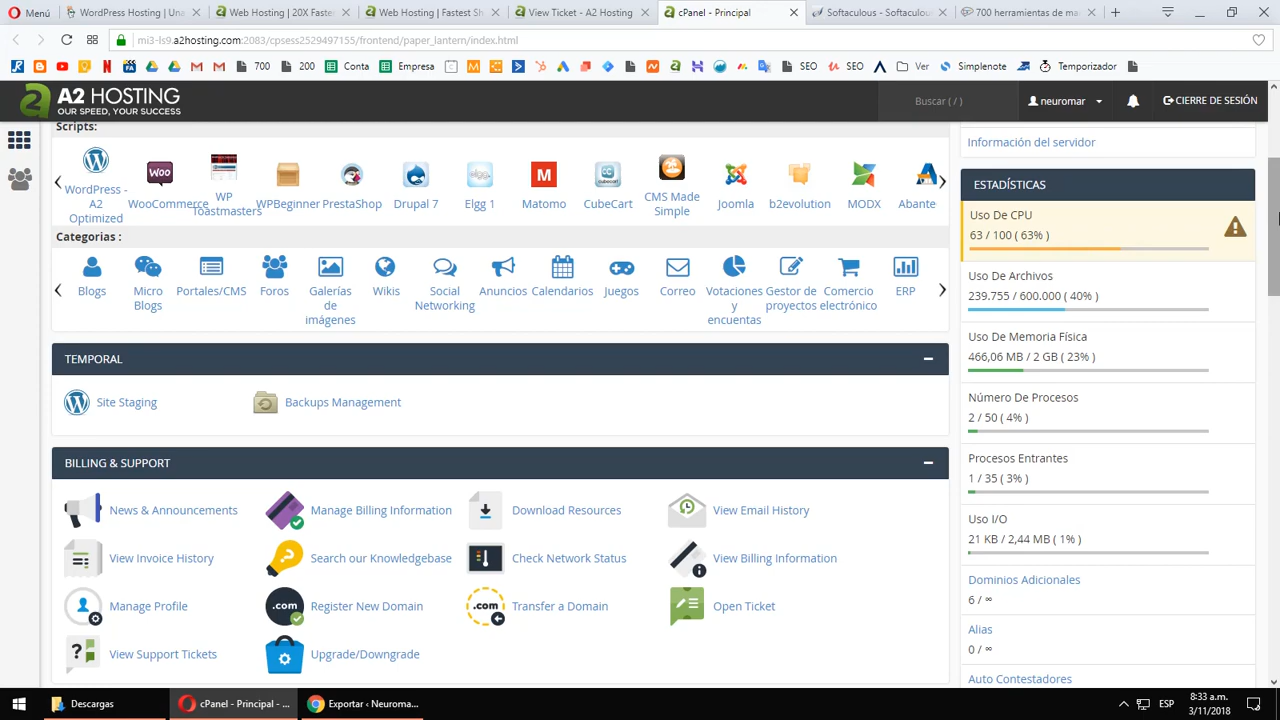 Menú
WordPress Hosting | Una
Web Hosting | 20X Faste
Web Hosting | Fastest Sh
View Ticket - A2 Hosting
cPanel - Principal
Softaculous - Softaculou
700 herramientas de ma
mi3-ls9.a2hosting.com:2083/cpsess2529497155/frontend/paper_lantern/index.html
700
200
Conta
Empresa
SEO
SEO
Ver
Simplenote
Temporizador
A2 HOSTING
OUR SPEED, YOUR SUCCESS
Buscar ( / )
neuromar
CIERRE DE SESIÓN
Scripts:
WordPress - A2 Optimized
WooCommerce
WP Toastmasters
WPBeginner
PrestaShop
Drupal 7
Elgg 1
Matomo
CubeCart
CMS Made Simple
Joomla
b2evolution
MODX
Abante
Categorias :
Blogs
Micro Blogs
Portales/CMS
Foros
Galerías de imágenes
Wikis
Social Networking
Anuncios
Calendarios
Juegos
Correo
Votaciones y encuentas
Gestor de proyectos
Comercio electrónico
ERP
TEMPORAL
Site Staging
Backups Management
BILLING & SUPPORT
News & Announcements
Manage Billing Information
Download Resources
View Email History
View Invoice History
Search our Knowledgebase
Check Network Status
View Billing Information
Manage Profile
.com
Register New Domain
.com
Transfer a Domain
Open Ticket
View Support Tickets
Upgrade/Downgrade
Información del servidor
ESTADÍSTICAS
Uso De CPU
63 / 100 ( 63% )
Uso De Archivos
239.755 / 600.000 ( 40% )
Uso De Memoria Física
466,06 MB / 2 GB ( 23% )
Número De Procesos
2 / 50 ( 4% )
Procesos Entrantes
1 / 35 ( 3% )
Uso I/O
21 KB / 2,44 MB ( 1% )
Dominios Adicionales
6 / ∞
Alias
0 / ∞
Auto Contestadores
Descargas
cPanel - Principal - ...
Exportar ‹ Neuroma...
ESP
8:33 a.m.
3/11/2018